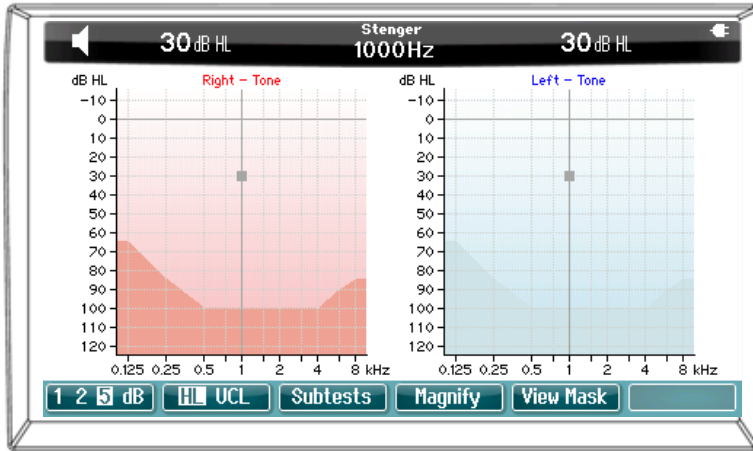 30 dB HL
Stenger
1000Hz
30 dB HL
dB HL
Right - Tone
-10
0
10
20
30
40
50
60
70
80
90
100
110
120
0.125 0.25 0.5 1 2 4 8 kHz
dB HL
Left - Tone
-10
0
10
20
30
40
50
60
70
80
90
100
110
120
0.125 0.25 0.5 1 2 4 8 kHz
1 2 5 dB
HL UCL
Subtests
Magnify
View Mask